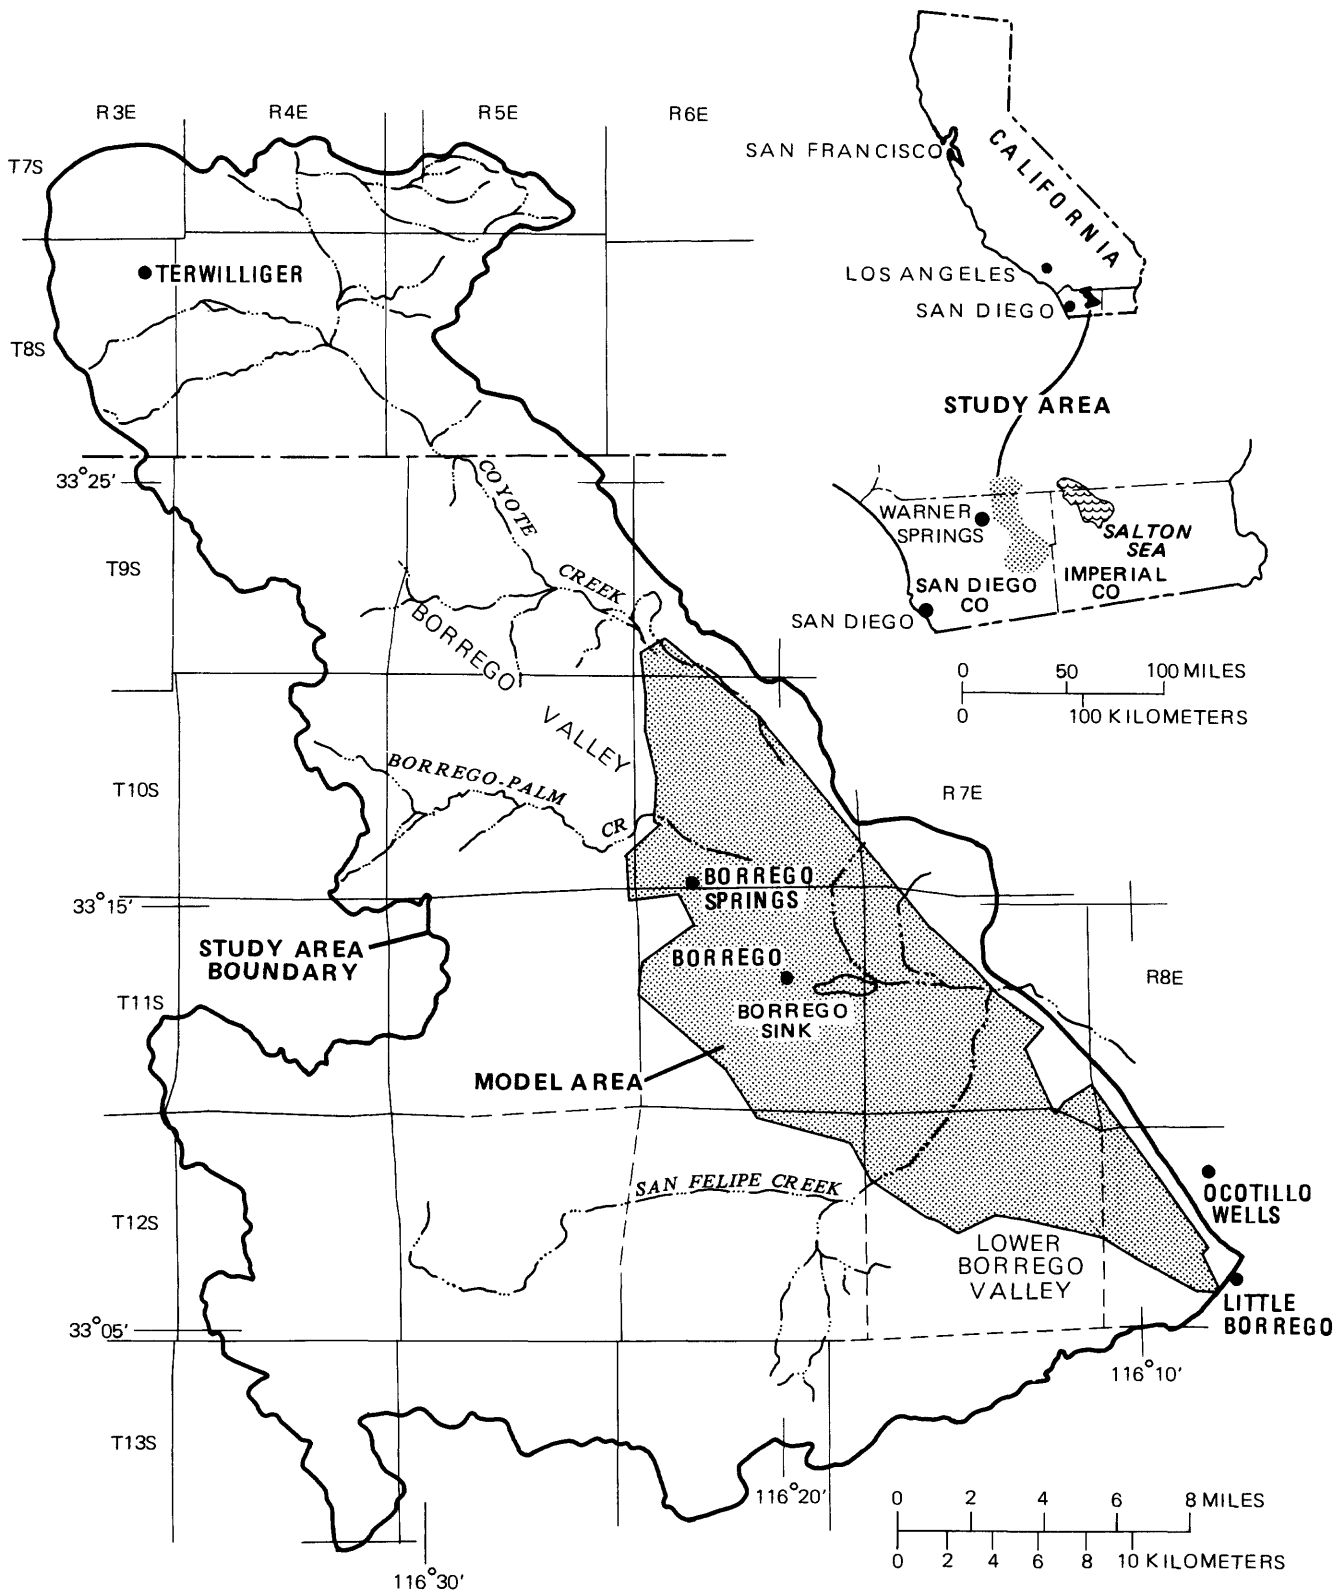 R3E
R4E
R5E
R6E
T7S
TERWILLIGER
T8S
33°25'
COYOTE
CREEK
T9S
BORREGO
VALLEY
T10S
BORREGO-PALM
CR
R7E
BORREGO
SPRINGS
33°15'
STUDY AREA
BOUNDARY
BORREGO
R8E
T11S
BORREGO
SINK
MODEL AREA
SAN FELIPE CREEK
OCOTILLO
WELLS
T12S
LOWER
BORREGO
VALLEY
LITTLE
BORREGO
33°05'
116°10'
T13S
116°20'
116°30'
0 2 4 6 8 MILES
0 2 4 6 8 10 KILOMETERS
SAN FRANCISCO
CALIFORNIA
LOS ANGELES
SAN DIEGO
STUDY AREA
WARNER
SPRINGS
SALTON
SEA
SAN DIEGO
CO
IMPERIAL
CO
SAN DIEGO
0 50 100 MILES
0 100 KILOMETERS